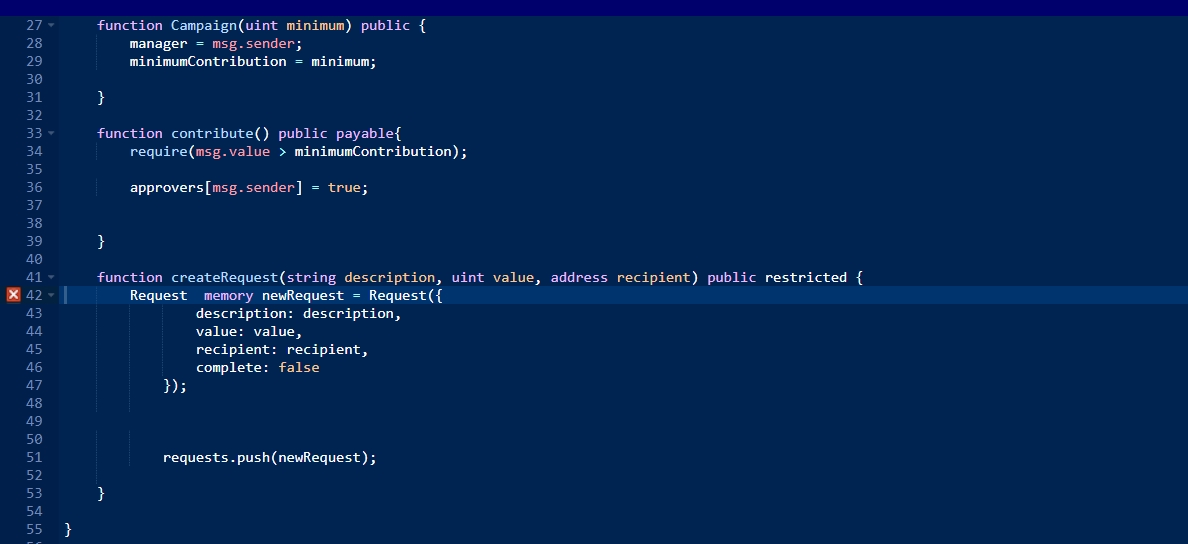 27 function Campaign(uint minimum) public {
28 manager = msg.sender;
29 minimumContribution = minimum;
30
31 }
32
33 function contribute() public payable{
34 require(msg.value > minimumContribution);
35
36 approvers[msg.sender] = true;
37
38
39 }
40
41 function createRequest(string description, uint value, address recipient) public restricted {
42 Request  memory newRequest = Request({
43 description: description,
44 value: value,
45 recipient: recipient,
46 complete: false
47 });
48
49
50
51 requests.push(newRequest);
52
53 }
54
55 }